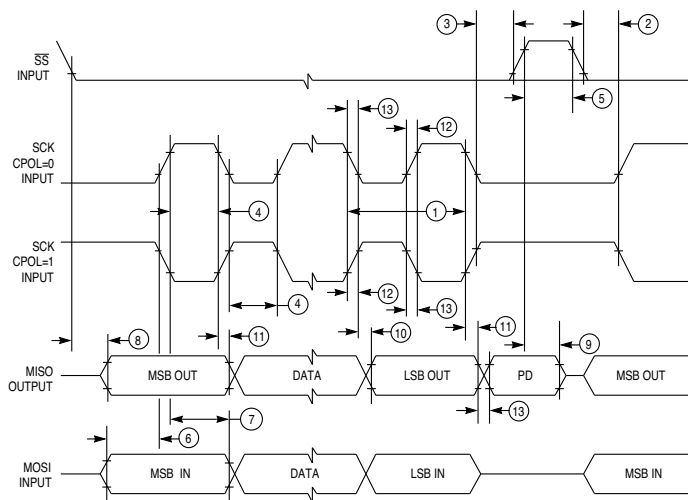 3
2
SS
INPUT
5
13
12
SCK
CPOL=0
INPUT
4
1
SCK
CPOL=1
INPUT
12
4
13
8
11
10
11
9
MISO
OUTPUT
MSB OUT
DATA
LSB OUT
PD
MSB OUT
7
13
6
MOSI
INPUT
MSB IN
DATA
LSB IN
MSB IN